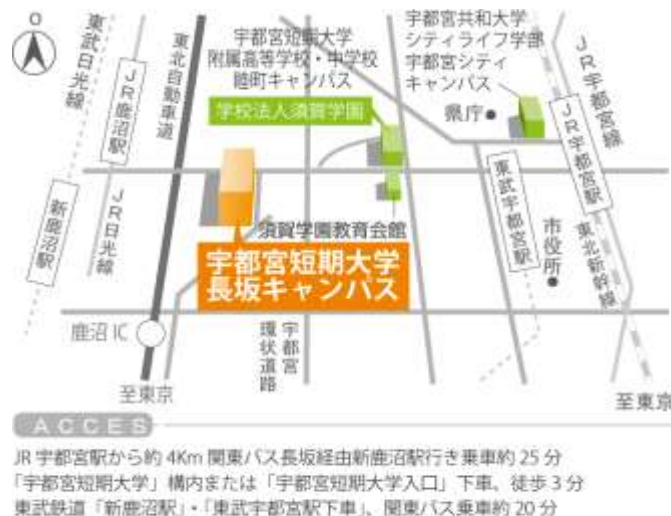 東武日光線
JR鹿沼駅
東北自動車道
宇都宮短期大学
附属高等学校・中学校
睦町キャンパス
学校法人須賀学園
宇都宮共和大学
シティライフ学部
宇都宮シティ
キャンパス
県庁
JR宇都宮線
JR宇都宮駅
新鹿沼駅
JR日光線
須賀学園教育会館
宇都宮短期大学
長坂キャンパス
東武宇都宮駅
市役所
東北新幹線
鹿沼IC
宇都宮
環状道路
至東京
至東京
ACCES
JR 宇都宮駅から約 4Km 関東バス長坂経由新鹿沼駅行き乗車約 25 分
「宇都宮短期大学」構内または「宇都宮短期大学入口」下車、徒歩 3 分
東武鉄道「新鹿沼駅」・「東武宇都宮駅下車」、関東バス乗車約 20 分